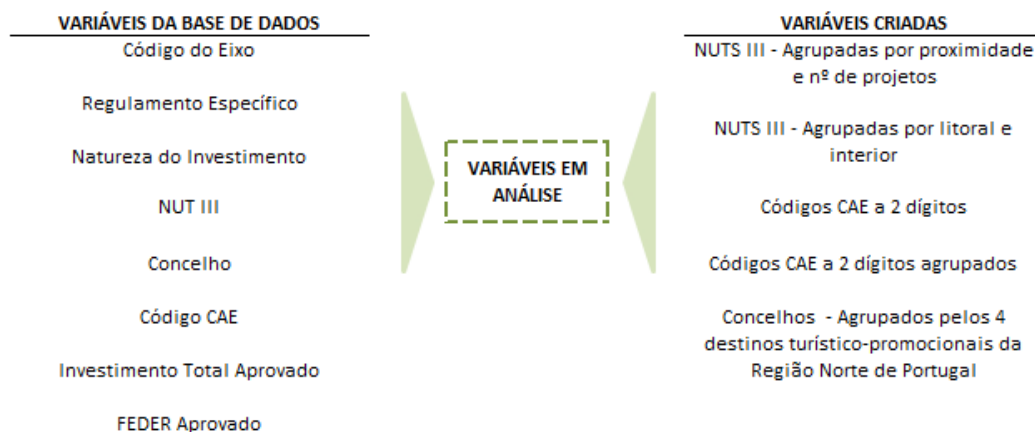 VARIÁVEIS DA BASE DE DADOS
Código do Eixo
Regulamento Específico
Natureza do Investimento
NUT III
Concelho
Código CAE
Investimento Total Aprovado
FEDER Aprovado
VARIÁVEIS EM
ANÁLISE
VARIÁVEIS CRIADAS
NUTS III - Agrupadas por proximidade
e nº de projetos
NUTS III - Agrupadas por litoral e
interior
Códigos CAE a 2 dígitos
Códigos CAE a 2 dígitos agrupados
Concelhos - Agrupados pelos 4
destinos turístico-promocionais da
Região Norte de Portugal